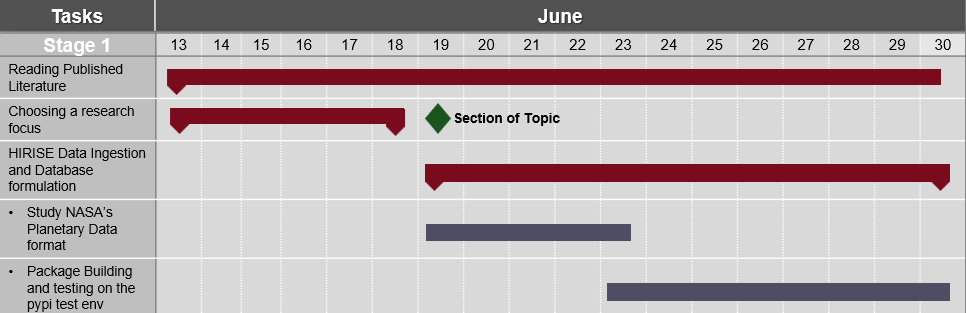 Tasks June
Stage 1 13 14 15 16 17 18 19 20 21 22 23 24 25 26 27 28 29 30
Reading Published
Literature
Choosing a research
focus
Section of Topic
HIRISE Data Ingestion
and Database
formulation
• Study NASA's
Planetary Data
format
• Package Building
and testing on the
pypi test env